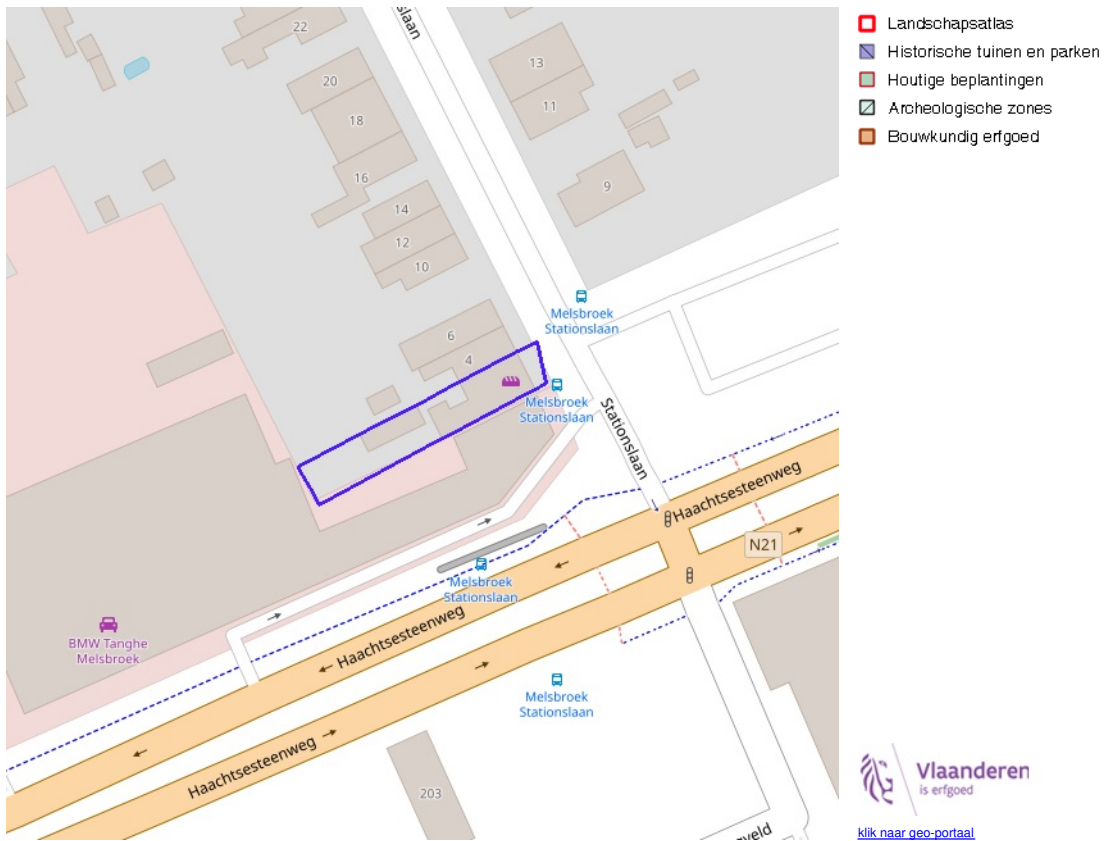 slaan
22
20
18
16
14
12
10
6
4
13
11
9
Melsbroek
Stationslaan
Melsbroek
Stationslaan
Stationslaan
Haachtsesteenweg
N21
Melsbroek
Stationslaan
Haachtsesteenweg
BMW Tanghe
Melsbroek
Melsbroek
Stationslaan
Haachtsesteenweg
203
gveld
Landschapsatlas
Historische tuinen en parken
Houtige beplantingen
Archeologische zones
Bouwkundig erfgoed
Vlaanderen
is erfgoed
klik naar geo-portaal